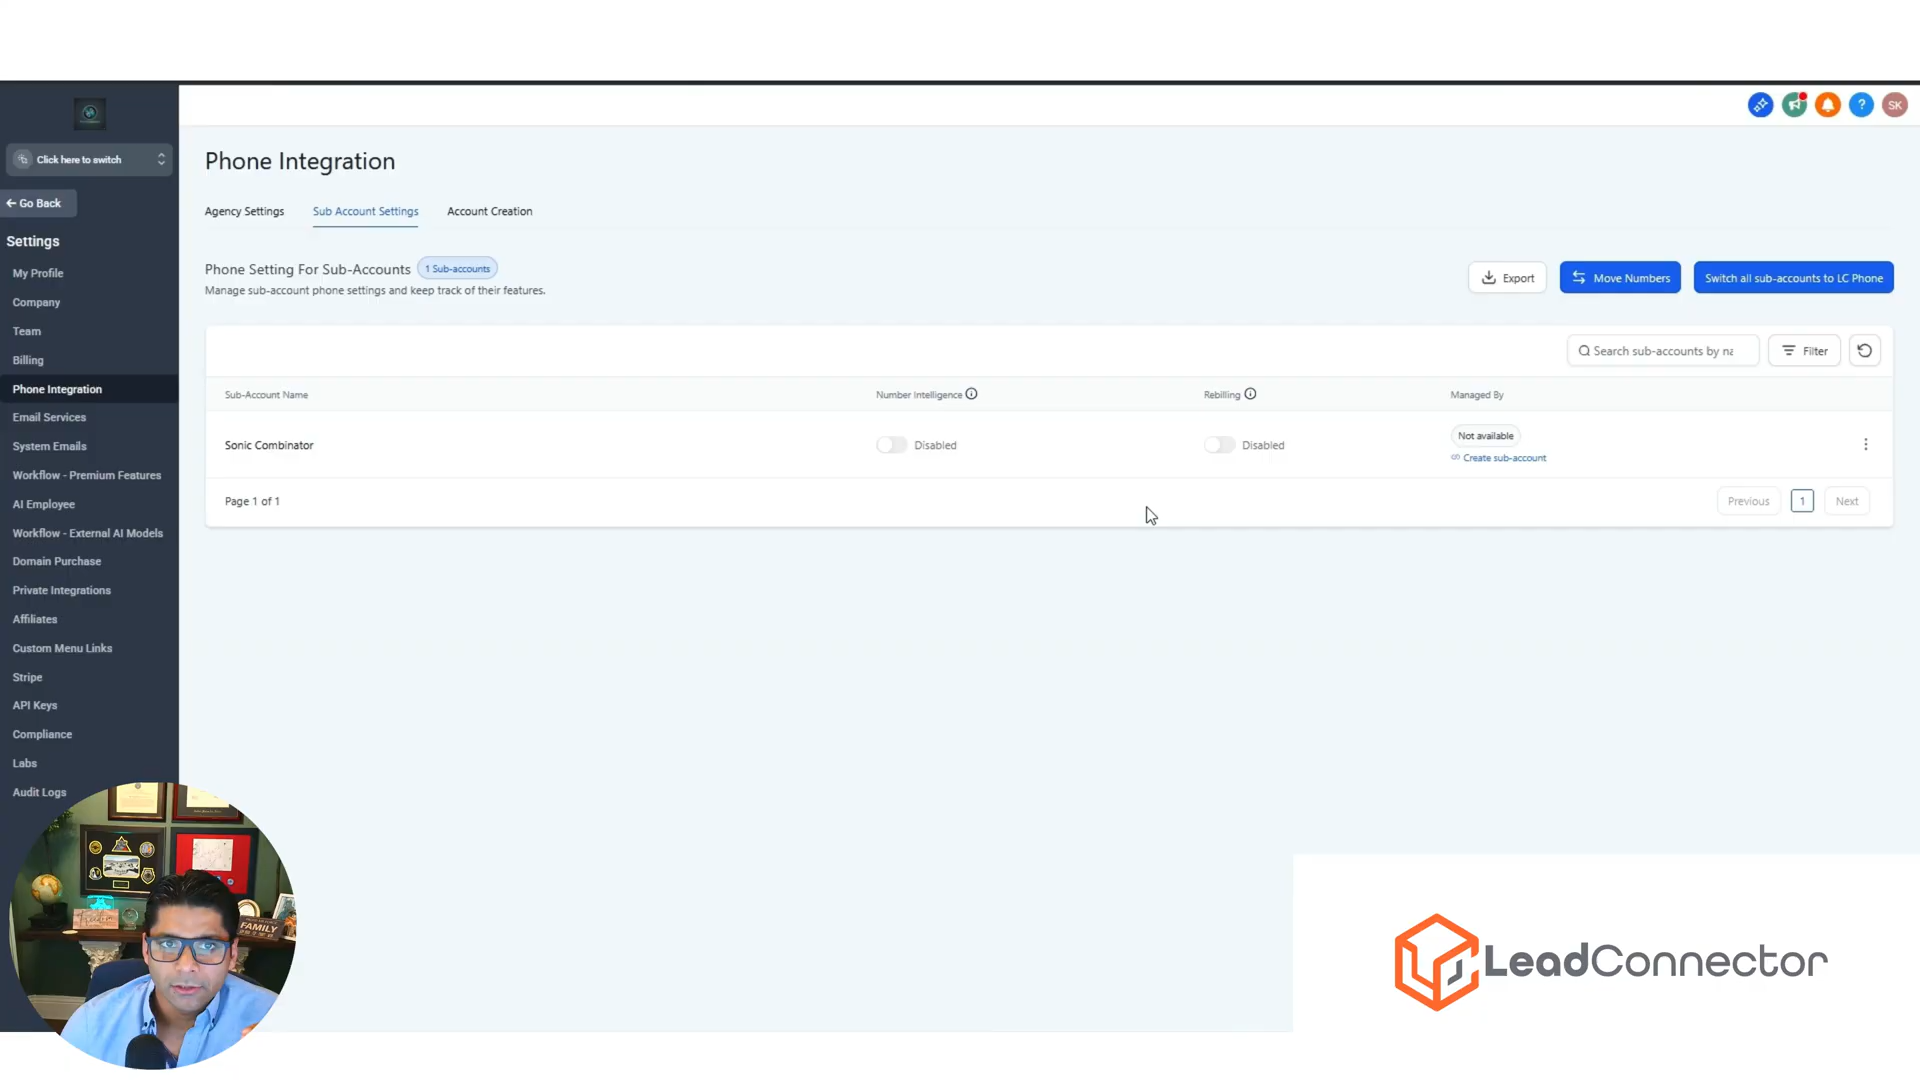 SK
Click here to switch
Go Back
Settings
My Profile
Company
Team
Billing
Phone Integration
Email Services
System Emails
Workflow - Premium Features
AI Employee
Workflow - External AI Models
Domain Purchase
Private Integrations
Affiliates
Custom Menu Links
Stripe
API Keys
Compliance
Labs
Audit Logs
Phone Integration
Agency Settings Sub Account Settings Account Creation
Phone Setting For Sub-Accounts 1 Sub-accounts
Manage sub-account phone settings and keep track of their features.
Export Move Numbers Switch all sub-accounts to LC Phone
Search sub-accounts by na Filter
Sub-Account Name Number Intelligence Rebilling Managed By
Sonic Combinator Disabled Disabled Not available
Create sub-account
Page 1 of 1 Previous 1 Next
FAMILY
LeadConnector